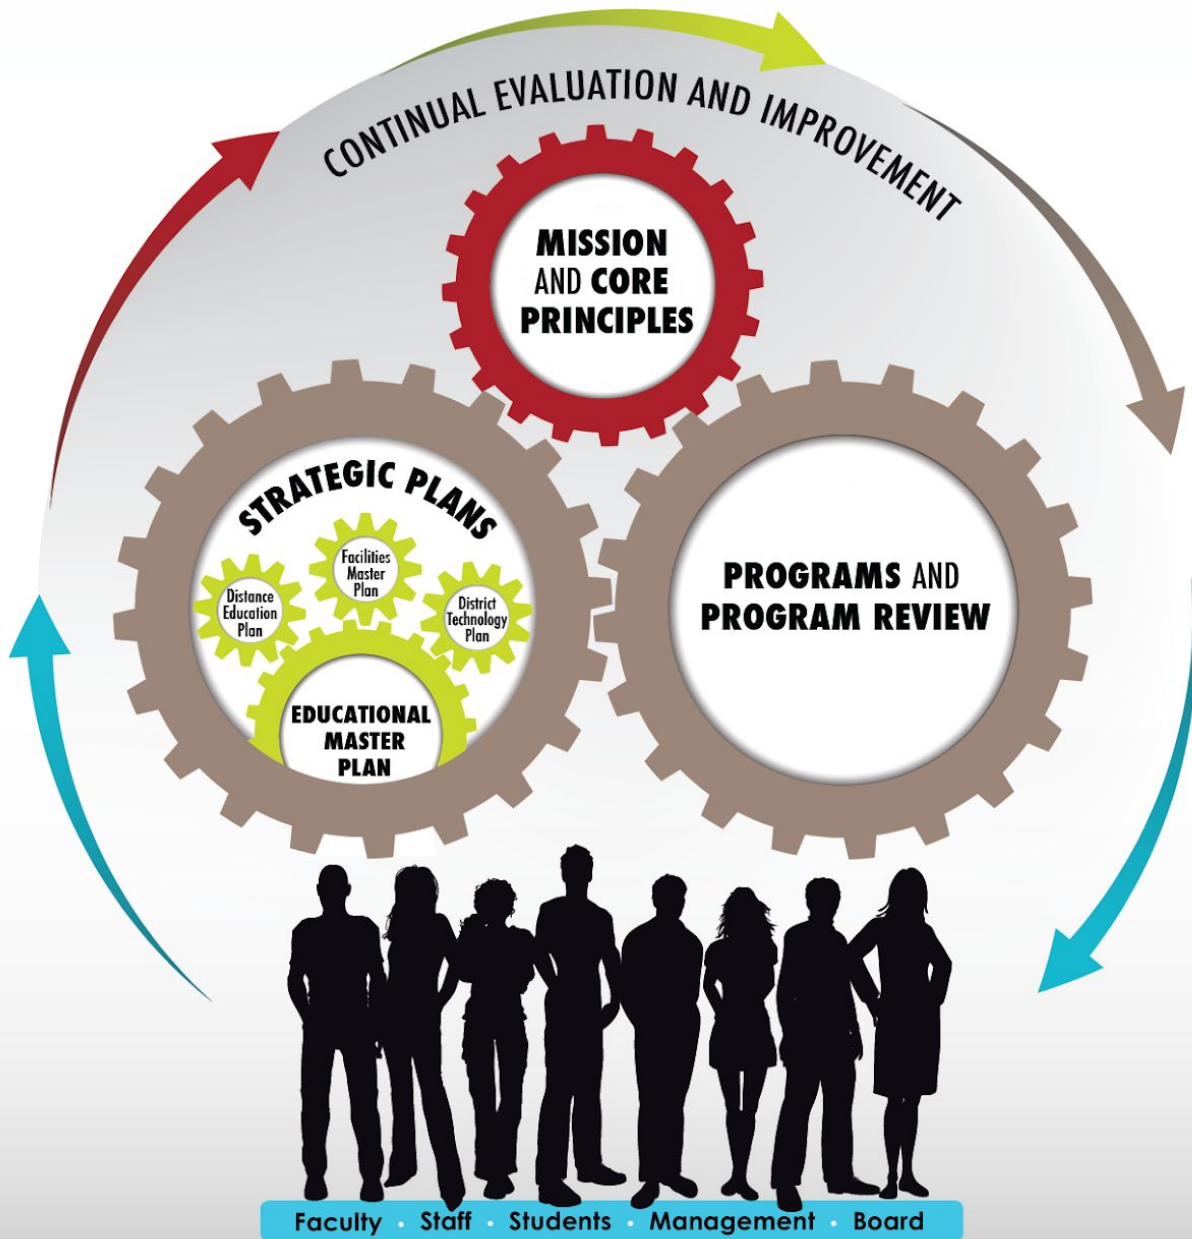 CONTINUAL EVALUATION AND IMPROVEMENT
MISSION
AND CORE
PRINCIPLES
STRATEGIC PLANS
Facilities
Master
Plan
Distance
Education
Plan
District
Technology
Plan
EDUCATIONAL
MASTER
PLAN
PROGRAMS AND
PROGRAM REVIEW
Faculty · Staff · Students · Management · Board